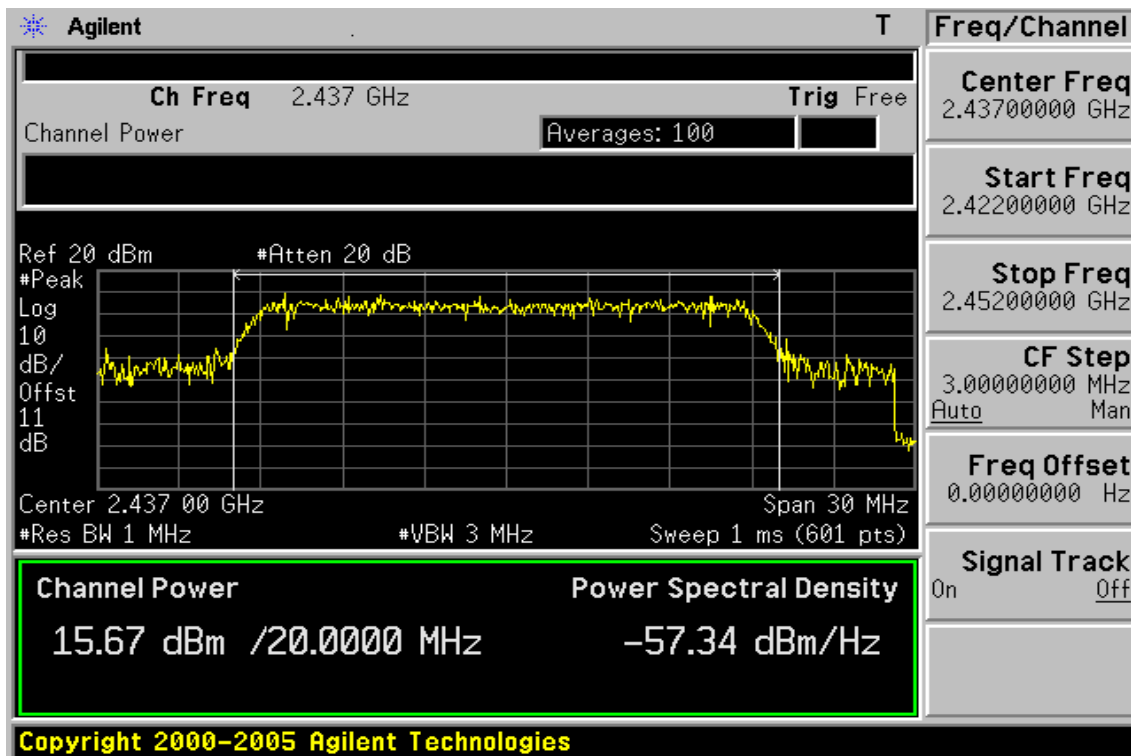 Agilent T
Ch Freq 2.437 GHz Trig Free
Channel Power Averages: 100
Ref 20 dBm #Atten 20 dB
#Peak
Log
10
dB/
Offst
11
dB
Center 2.437 00 GHz Span 30 MHz
#Res BW 1 MHz #VBW 3 MHz Sweep 1 ms (601 pts)
Channel Power Power Spectral Density
15.67 dBm /20.0000 MHz -57.34 dBm/Hz
Copyright 2000-2005 Agilent Technologies
Freq/Channel
Center Freq
2.43700000 GHz
Start Freq
2.42200000 GHz
Stop Freq
2.45200000 GHz
CF Step
3.00000000 MHz
Auto Man
Freq Offset
0.00000000 Hz
Signal Track
On Off